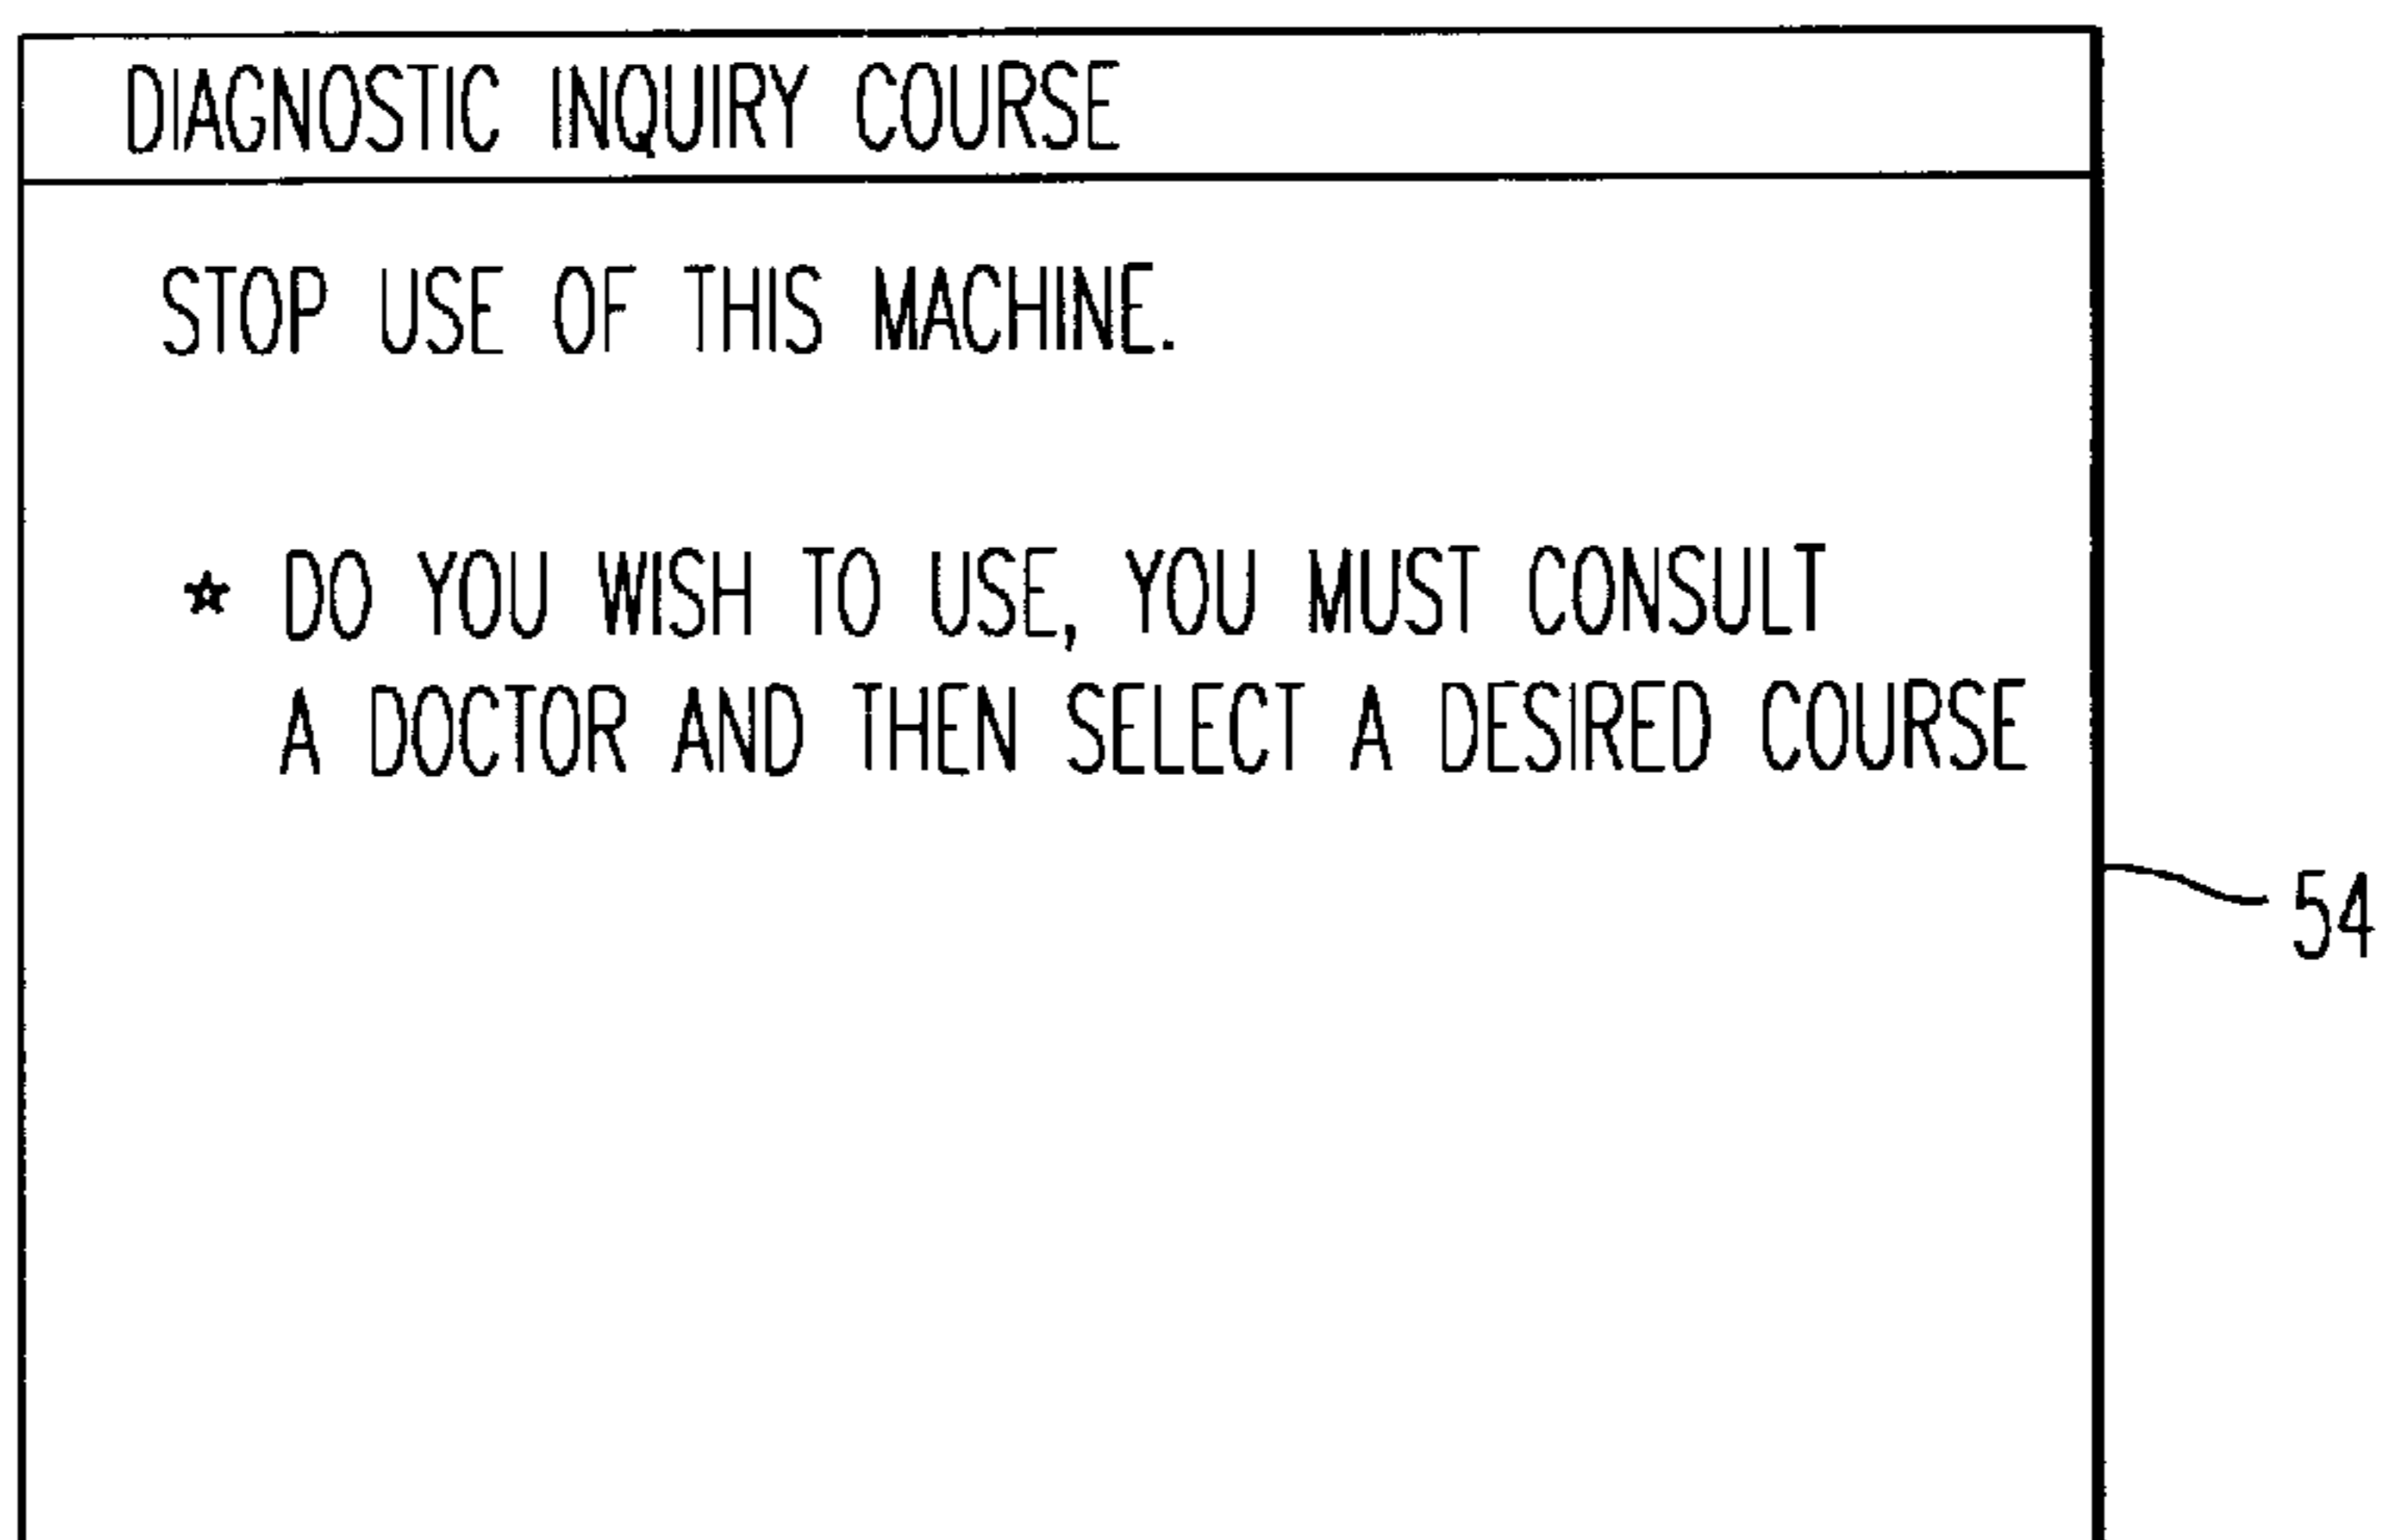 DIAGNOSTIC INQUIRY COURSE
STOP USE OF THIS MACHINE.
* DO YOU WISH TO USE, YOU MUST CONSULT
A DOCTOR AND THEN SELECT A DESIRED COURSE
54